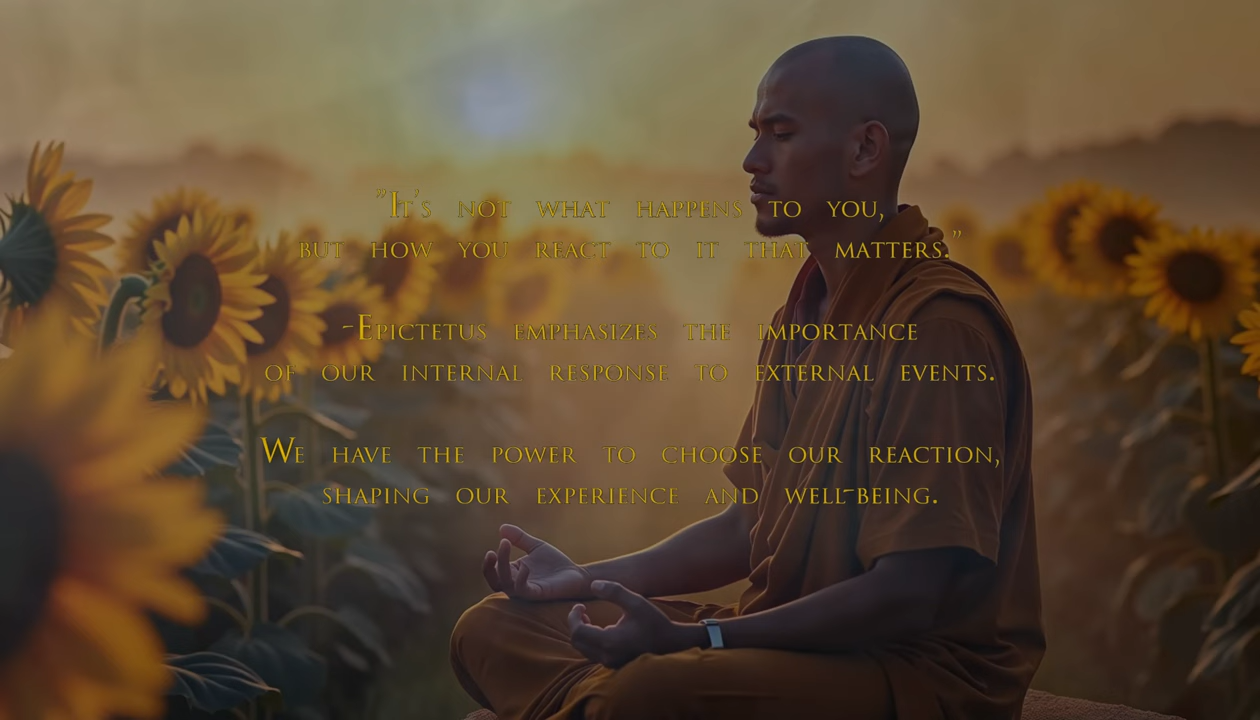 "It's not what happens to you,
but how you react to it that matters."
-Epictetus emphasizes the importance
of our internal response to external events.
We have the power to choose our reaction,
shaping our experience and well-being.